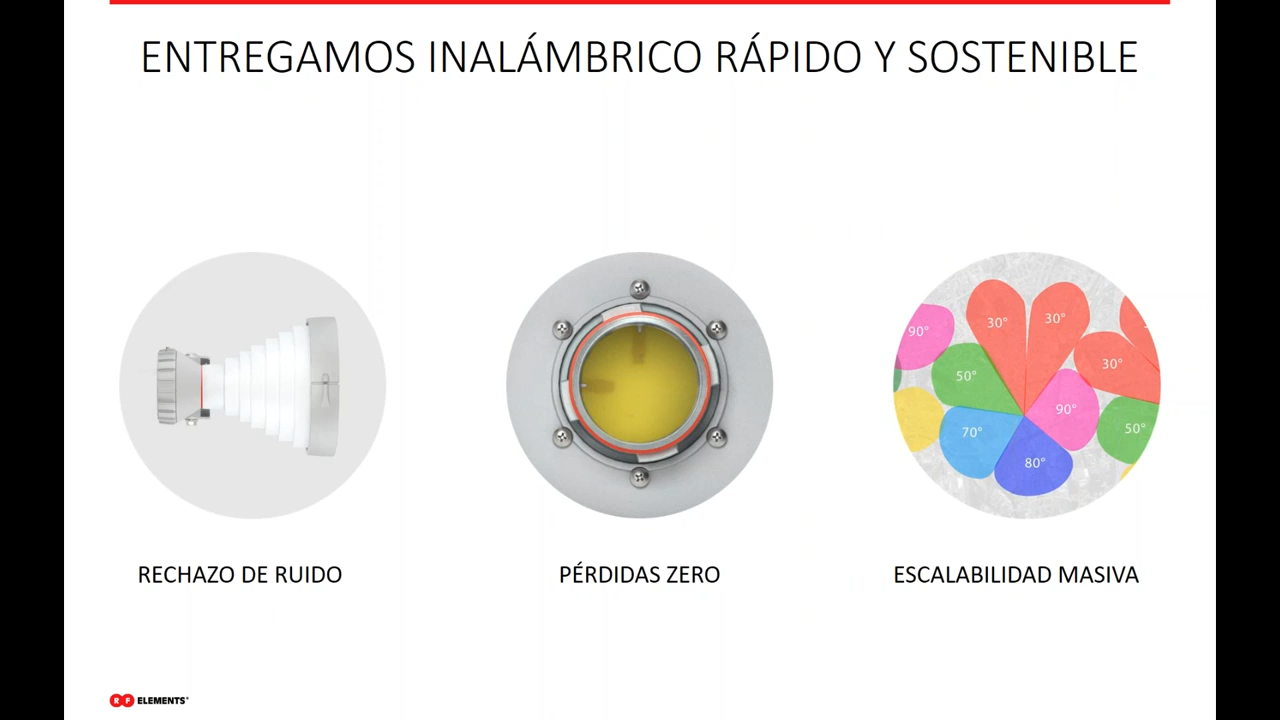 ENTREGAMOS INALÁMBRICO RÁPIDO Y SOSTENIBLE
90°
30°
30°
30°
50°
90°
50°
70°
80°
RECHAZO DE RUIDO
PÉRDIDAS ZERO
ESCALABILIDAD MASIVA
RF ELEMENTS